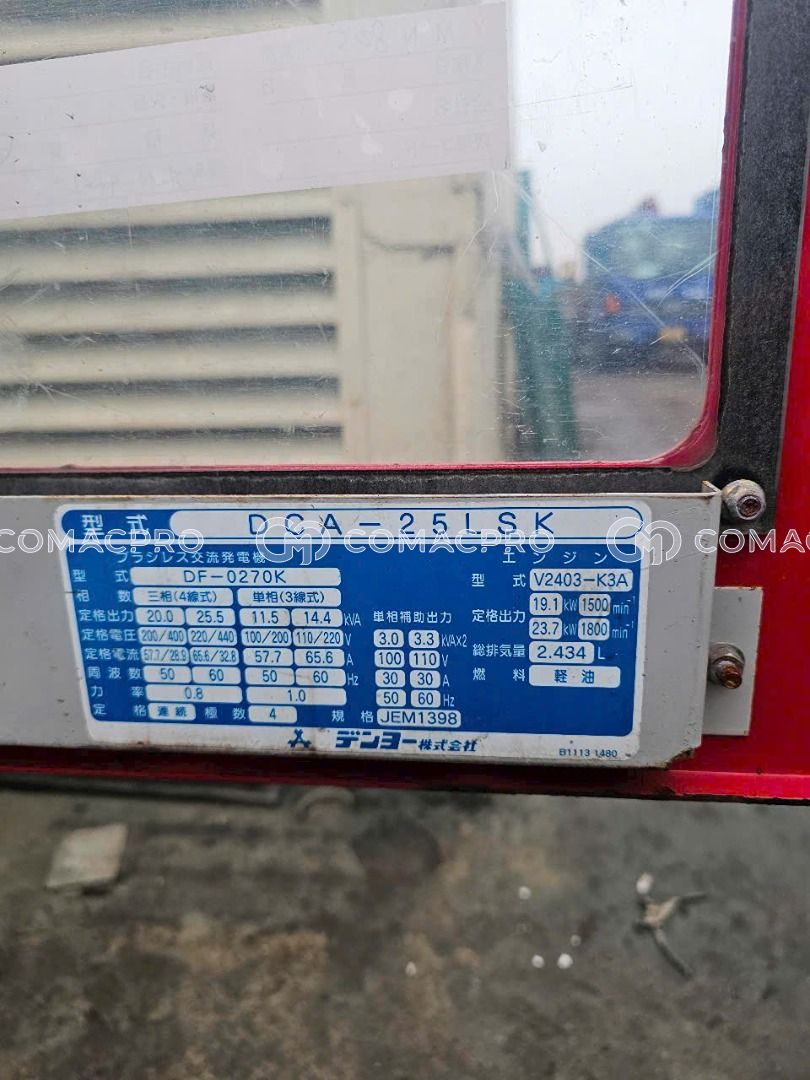 型式 DCA-25LSK
COMACPRO CM COMACPRO CM COMACPRO
ブラシレス交流発電機
型式 DF-0270K
相数 三相(4線式) 単相(3線式)
定格出力 20.0 25.5 11.5 14.4 kVA
定格電圧 200/400 220/440 100/200 110/220 V
定格電流 57.7/28.9 65.6/32.8 57.7 65.6 A
周波数 50 60 50 60 Hz
力率 0.8 1.0
定格 連続 極数 4 規格 JEM1398
単相補助出力
3.0 3.3 kVA×2
100 110 V
30 30 A
50 60 Hz
エンジン
型式 V2403-K3A
定格出力 19.1 kW 1500 min⁻¹
23.7 kW 1800 min⁻¹
総排気量 2.434 L
燃料 軽油
デンヨー株式会社
B1113 1480